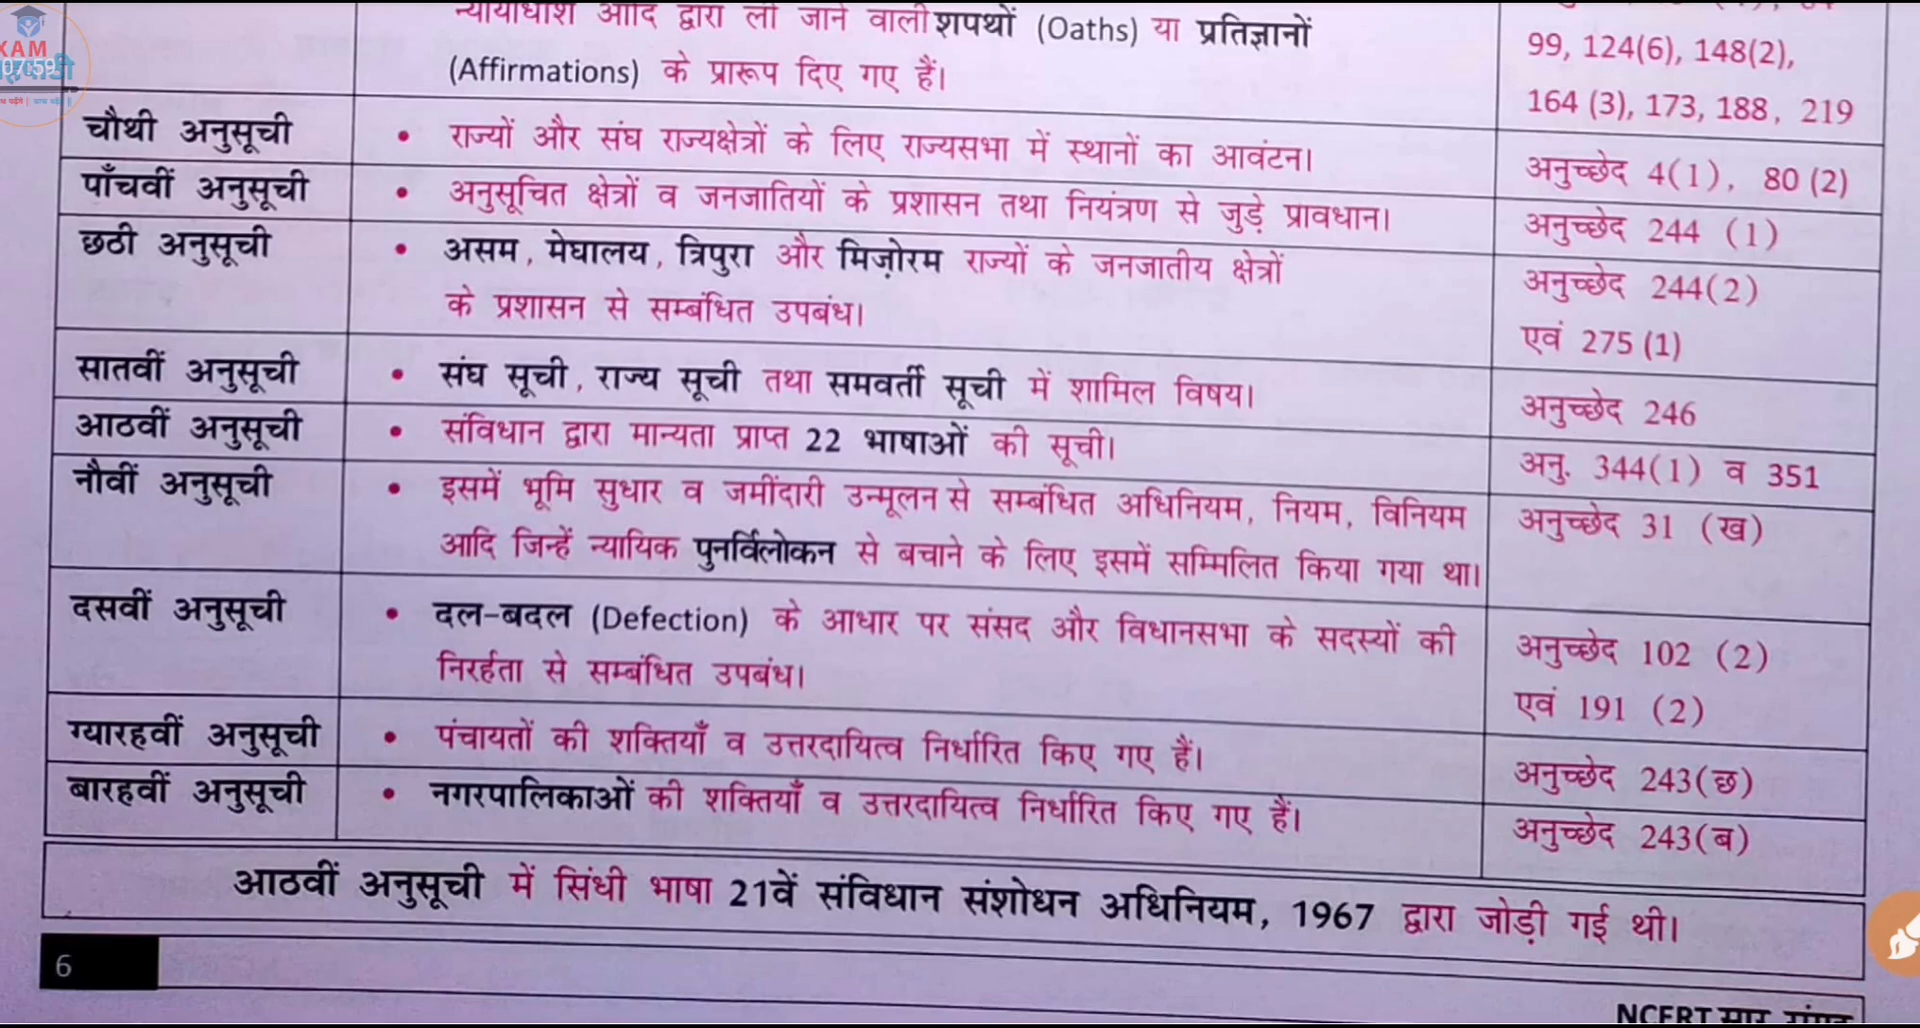 न्यायाधीश आदि द्वारा ली जाने वाली शपथों (Oaths) या प्रतिज्ञानों
(Affirmations) के प्रारूप दिए गए हैं।
99, 124(6), 148(2),
164 (3), 173, 188, 219
चौथी अनुसूची
• राज्यों और संघ राज्यक्षेत्रों के लिए राज्यसभा में स्थानों का आवंटन।
अनुच्छेद 4(1), 80 (2)
पाँचवीं अनुसूची
• अनुसूचित क्षेत्रों व जनजातियों के प्रशासन तथा नियंत्रण से जुड़े प्रावधान।
अनुच्छेद 244 (1)
छठी अनुसूची
• असम, मेघालय, त्रिपुरा और मिज़ोरम राज्यों के जनजातीय क्षेत्रों
के प्रशासन से सम्बंधित उपबंध।
अनुच्छेद 244(2)
एवं 275 (1)
सातवीं अनुसूची
• संघ सूची, राज्य सूची तथा समवर्ती सूची में शामिल विषय।
अनुच्छेद 246
आठवीं अनुसूची
• संविधान द्वारा मान्यता प्राप्त 22 भाषाओं की सूची।
अनु. 344(1) व 351
नौवीं अनुसूची
• इसमें भूमि सुधार व जमींदारी उन्मूलन से सम्बंधित अधिनियम, नियम, विनियम
आदि जिन्हें न्यायिक पुनर्विलोकन से बचाने के लिए इसमें सम्मिलित किया गया था।
अनुच्छेद 31 (ख)
दसवीं अनुसूची
• दल-बदल (Defection) के आधार पर संसद और विधानसभा के सदस्यों की
निरर्हता से सम्बंधित उपबंध।
अनुच्छेद 102 (2)
एवं 191 (2)
ग्यारहवीं अनुसूची
• पंचायतों की शक्तियाँ व उत्तरदायित्व निर्धारित किए गए हैं।
अनुच्छेद 243(छ)
बारहवीं अनुसूची
• नगरपालिकाओं की शक्तियाँ व उत्तरदायित्व निर्धारित किए गए हैं।
अनुच्छेद 243(ब)
आठवीं अनुसूची में सिंधी भाषा 21वें संविधान संशोधन अधिनियम, 1967 द्वारा जोड़ी गई थी।
6
NCERT सार संग्रह
XAM
07:59